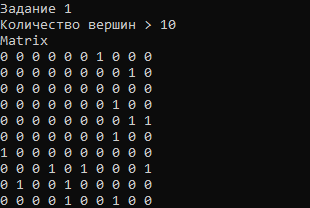 Задание 1
Количество вершин > 10
Matrix
0 0 0 0 0 0 1 0 0 0
0 0 0 0 0 0 0 0 1 0
0 0 0 0 0 0 0 0 0 0
0 0 0 0 0 0 0 1 0 0
0 0 0 0 0 0 0 0 1 1
0 0 0 0 0 0 0 1 0 0
1 0 0 0 0 0 0 0 0 0
0 0 0 1 0 1 0 0 0 1
0 1 0 0 1 0 0 0 0 0
0 0 0 0 1 0 0 1 0 0